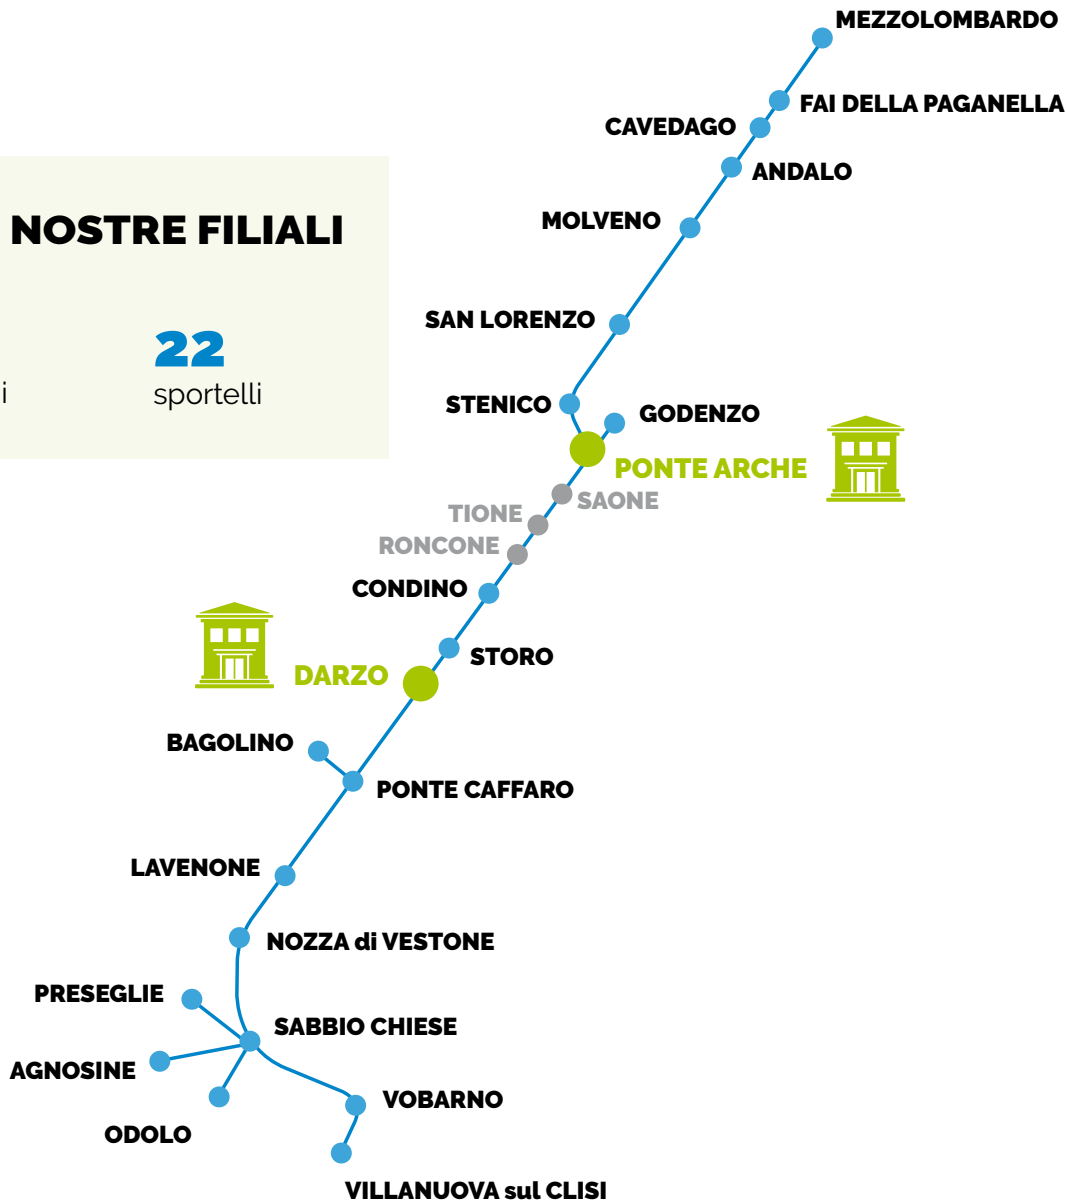 MEZZOLOMBARDO
FAI DELLA PAGANELLA
CAVEDAGO
ANDALO
NOSTRE FILIALI
MOLVENO
SAN LORENZO
22
i
sportelli
STENICO
GODENZO
PONTE ARCHE
SAONE
TIONE
RONCONE
CONDINO
STORO
DARZO
BAGOLINO
PONTE CAFFARO
LAVENONE
NOZZA di VESTONE
PRESEGLIE
SABBIO CHIESE
AGNOSINE
VOBARNO
ODOLO
VILLANUOVA sul CLISI